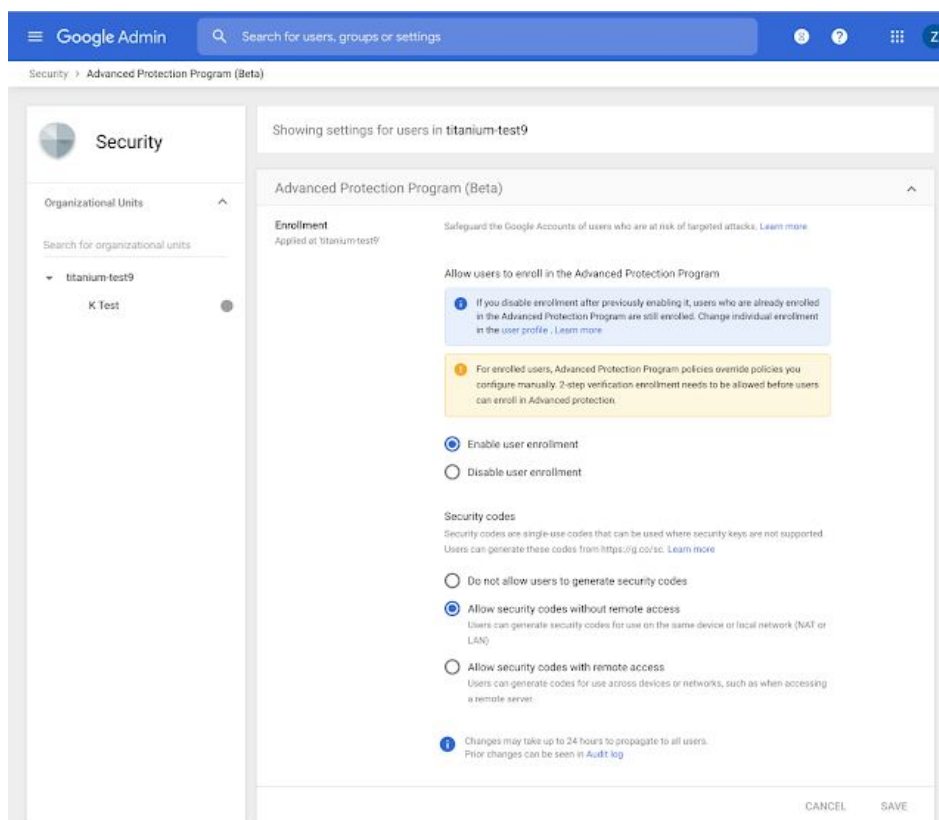 Google Admin
Search for users, groups or settings
Z
Security > Advanced Protection Program (Beta)
Security
Organizational Units
Search for organizational units
titanium-test9
K Test
Showing settings for users in titanium-test9
Advanced Protection Program (Beta)
Enrollment
Applied at 'titanium-test9'
Safeguard the Google Accounts of users who are at risk of targeted attacks. Learn more
Allow users to enroll in the Advanced Protection Program
If you disable enrollment after previously enabling it, users who are already enrolled
in the Advanced Protection Program are still enrolled. Change individual enrollment
in the user profile . Learn more
For enrolled users, Advanced Protection Program policies override policies you
configure manually. 2-step verification enrollment needs to be allowed before users
can enroll in Advanced protection.
Enable user enrollment
Disable user enrollment
Security codes
Security codes are single-use codes that can be used where security keys are not supported.
Users can generate these codes from https://g.co/sc. Learn more
Do not allow users to generate security codes
Allow security codes without remote access
Users can generate security codes for use on the same device or local network (NAT or
LAN)
Allow security codes with remote access
Users can generate codes for use across devices or networks, such as when accessing
a remote server.
Changes may take up to 24 hours to propagate to all users.
Prior changes can be seen in Audit log
CANCEL SAVE